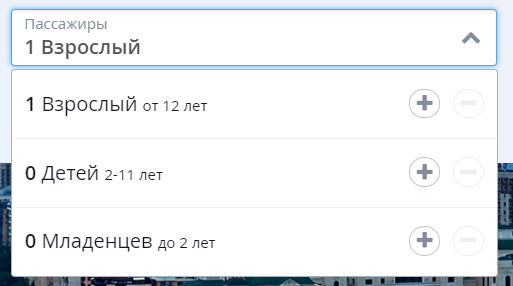 Пассажиры
1 Взрослый
1 Взрослый от 12 лет
0 Детей 2-11 лет
0 Младенцев до 2 лет